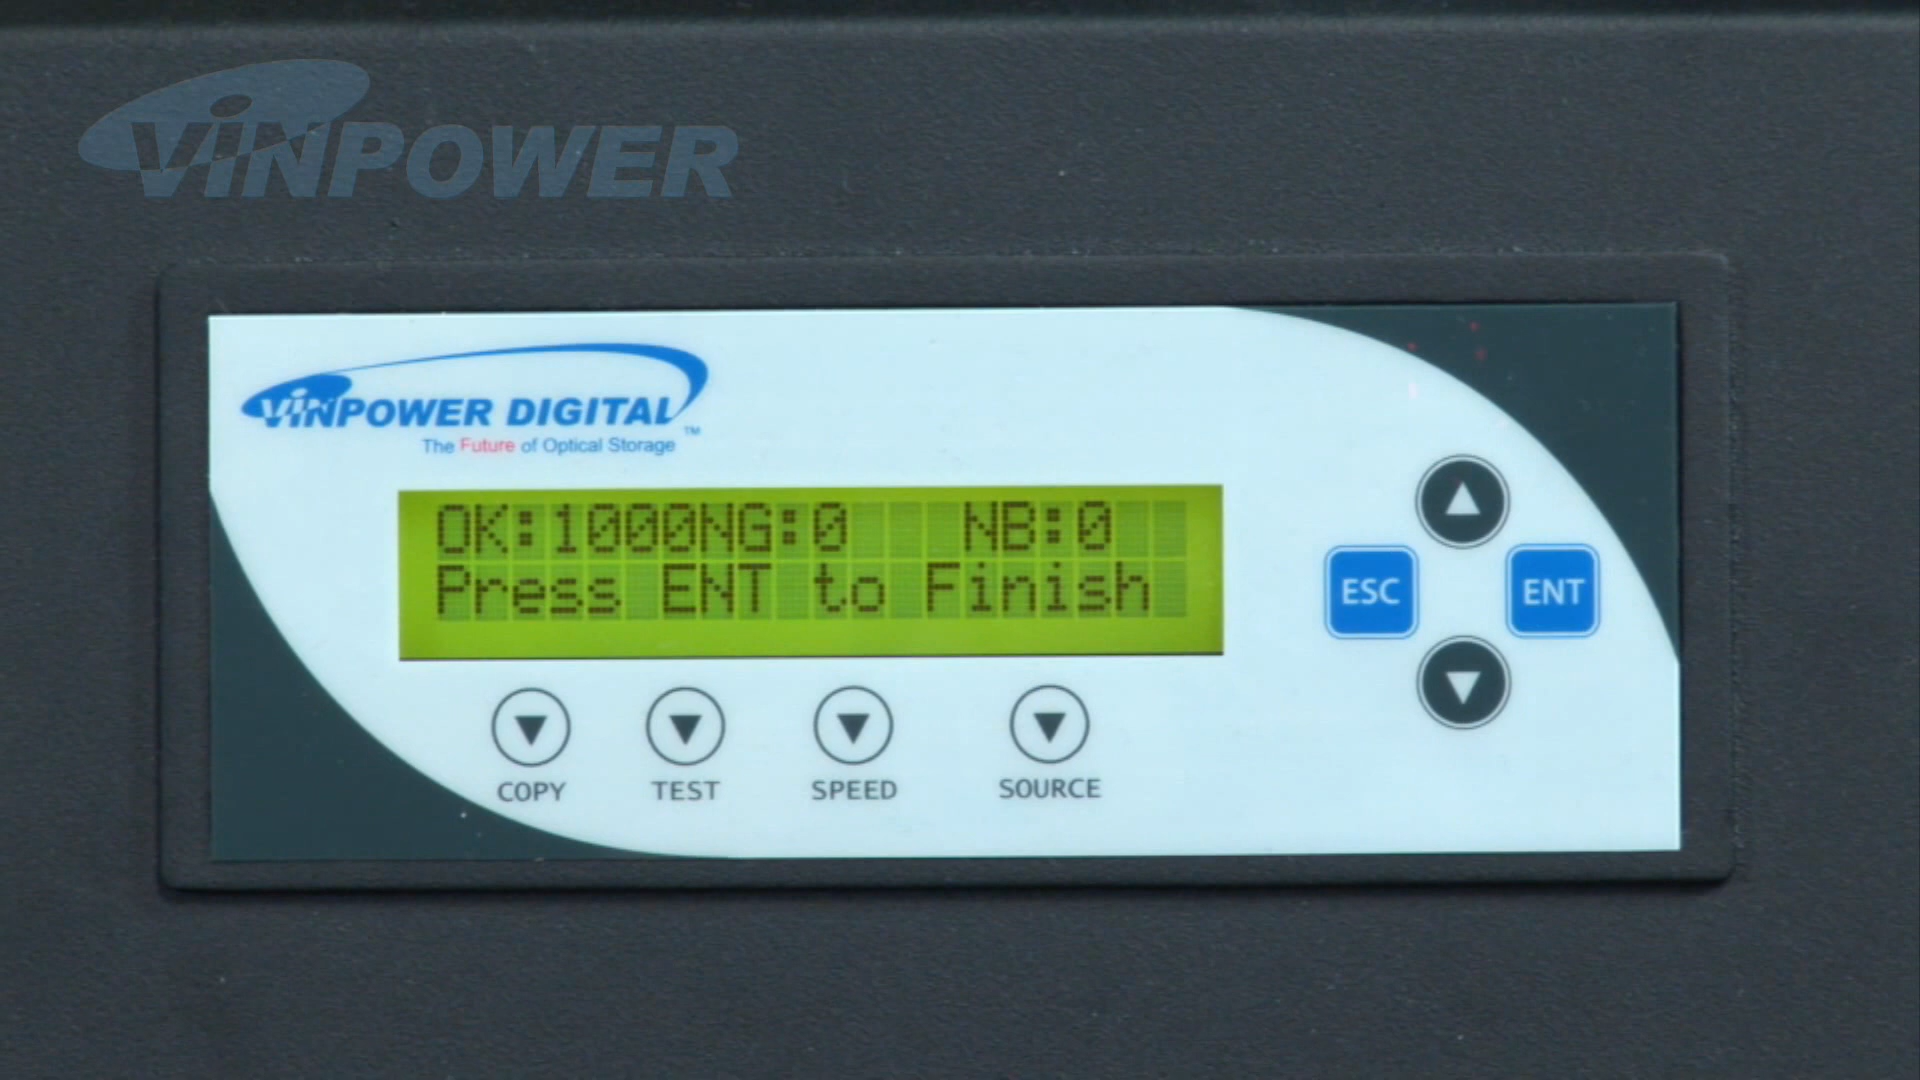 ViNPOWER
ViNPOWER DIGITAL™
The Future of Optical Storage
OK:1000NG:0 NB:0
Press ENT to Finish
ESC
ENT
COPY TEST SPEED SOURCE